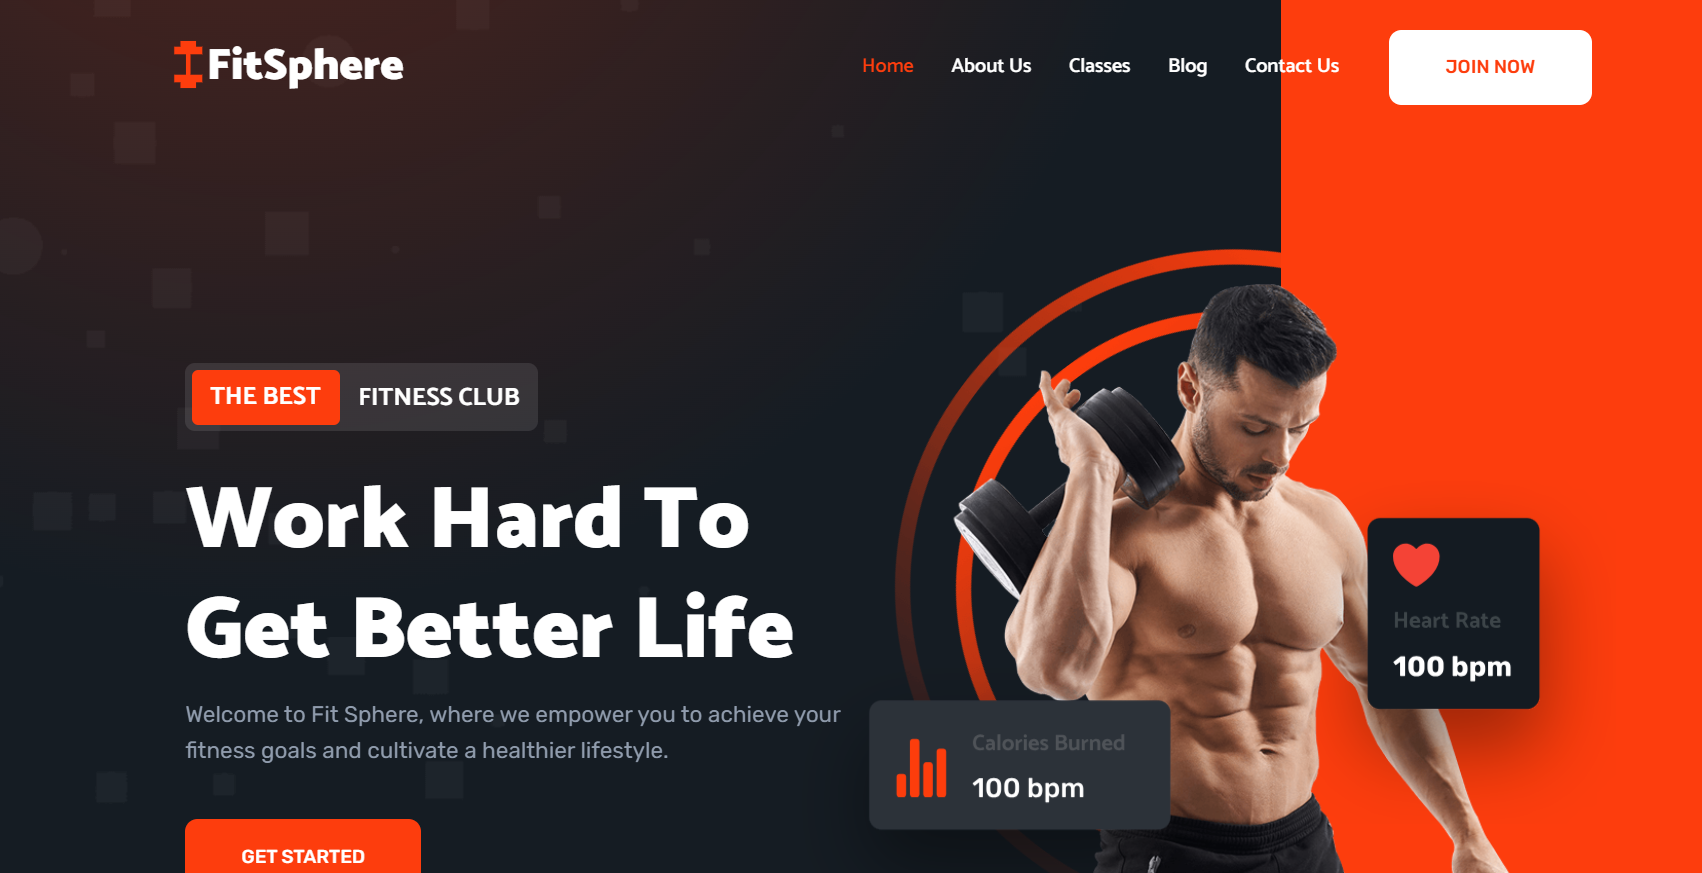 FitSphere
Home
About Us
Classes
Blog
Contact Us
JOIN NOW
THE BEST
FITNESS CLUB
Work Hard To
Get Better Life
Welcome to Fit Sphere, where we empower you to achieve your
fitness goals and cultivate a healthier lifestyle.
GET STARTED
Heart Rate
100 bpm
Calories Burned
100 bpm